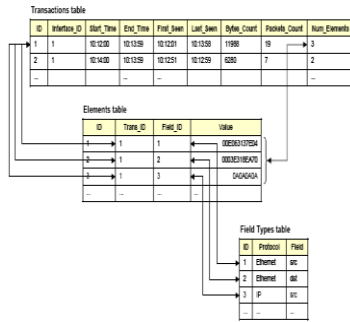 Transactions table
ID Interface_ID Start_Time End_Time First_Seen Last_Seen Bytes_Count Packets_Count Num_Elements
1 1 10:12:00 10:13:59 10:12:01 10:13:58 11988 19 3
2 1 10:14:00 10:13:59 10:12:51 10:12:59 6280 7 2
... ... ...
Elements table
ID Trans_ID Field_ID Value
1 1 1 00E063137E04
2 1 2 0003E318EA70
3 1 3 0A0A0A0A
... ... ... ...
Field Types table
ID Protocol Field
1 Ethernet src
2 Ethernet dst
3 IP src
... ... ...